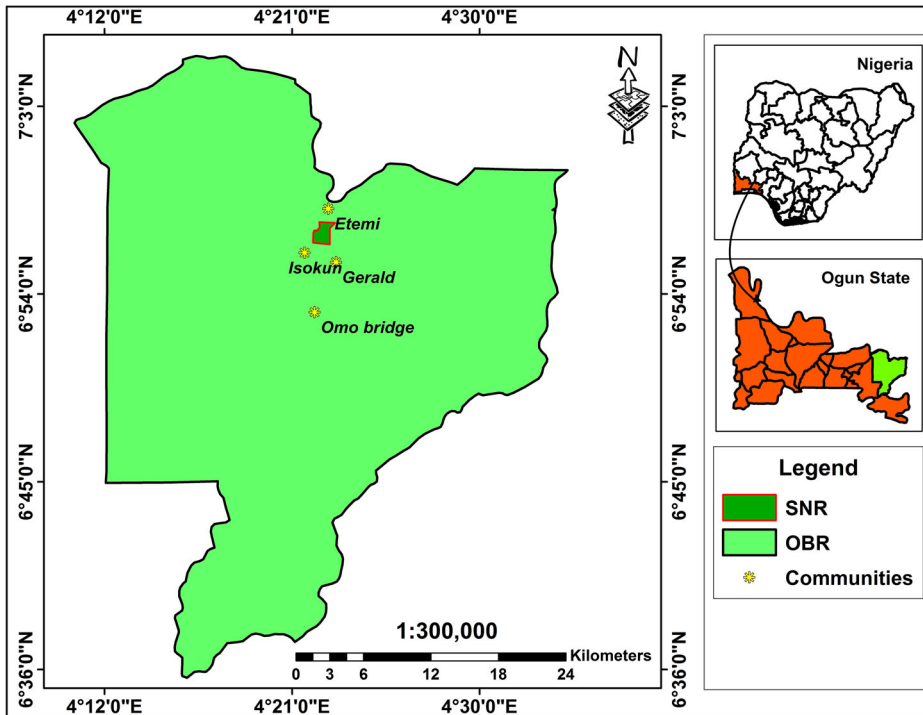 4°12'0"E 4°21'0"E 4°30'0"E
7°3'0"N
6°54'0"N
6°45'0"N
6°36'0"N
N
Etemi
Isokun
Gerald
Omo bridge
1:300,000
Kilometers
0 3 6 12 18 24
7°3'0"N
6°54'0"N
6°45'0"N
6°36'0"N
4°12'0"E 4°21'0"E 4°30'0"E
Nigeria
Ogun State
Legend
SNR
OBR
Communities